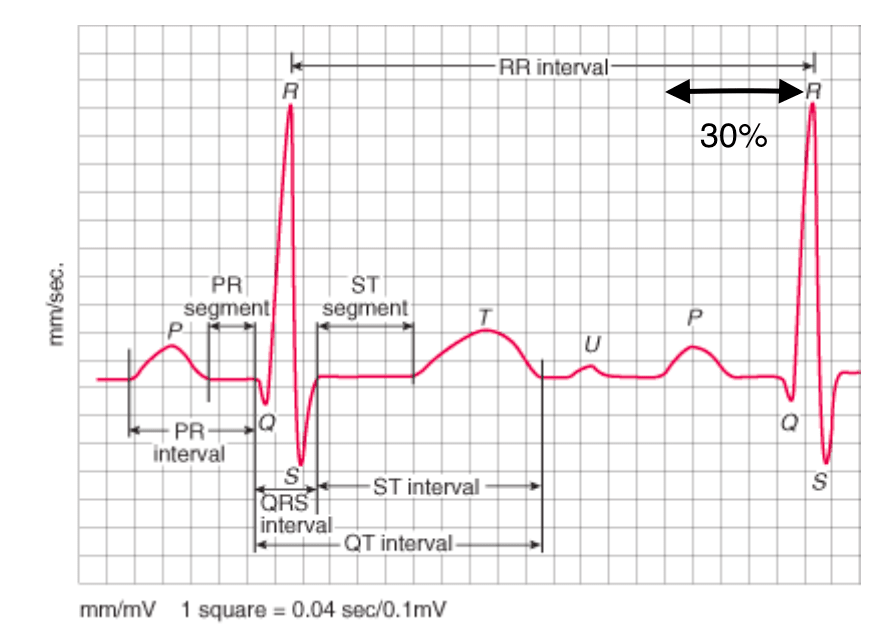 RR interval
R
R
30%
mm/sec.
PR
segment
ST
segment
P
T
U
P
Q
PR
interval
Q
S
S
ST interval
QRS
interval
QT interval
mm/mV 1 square = 0.04 sec/0.1mV